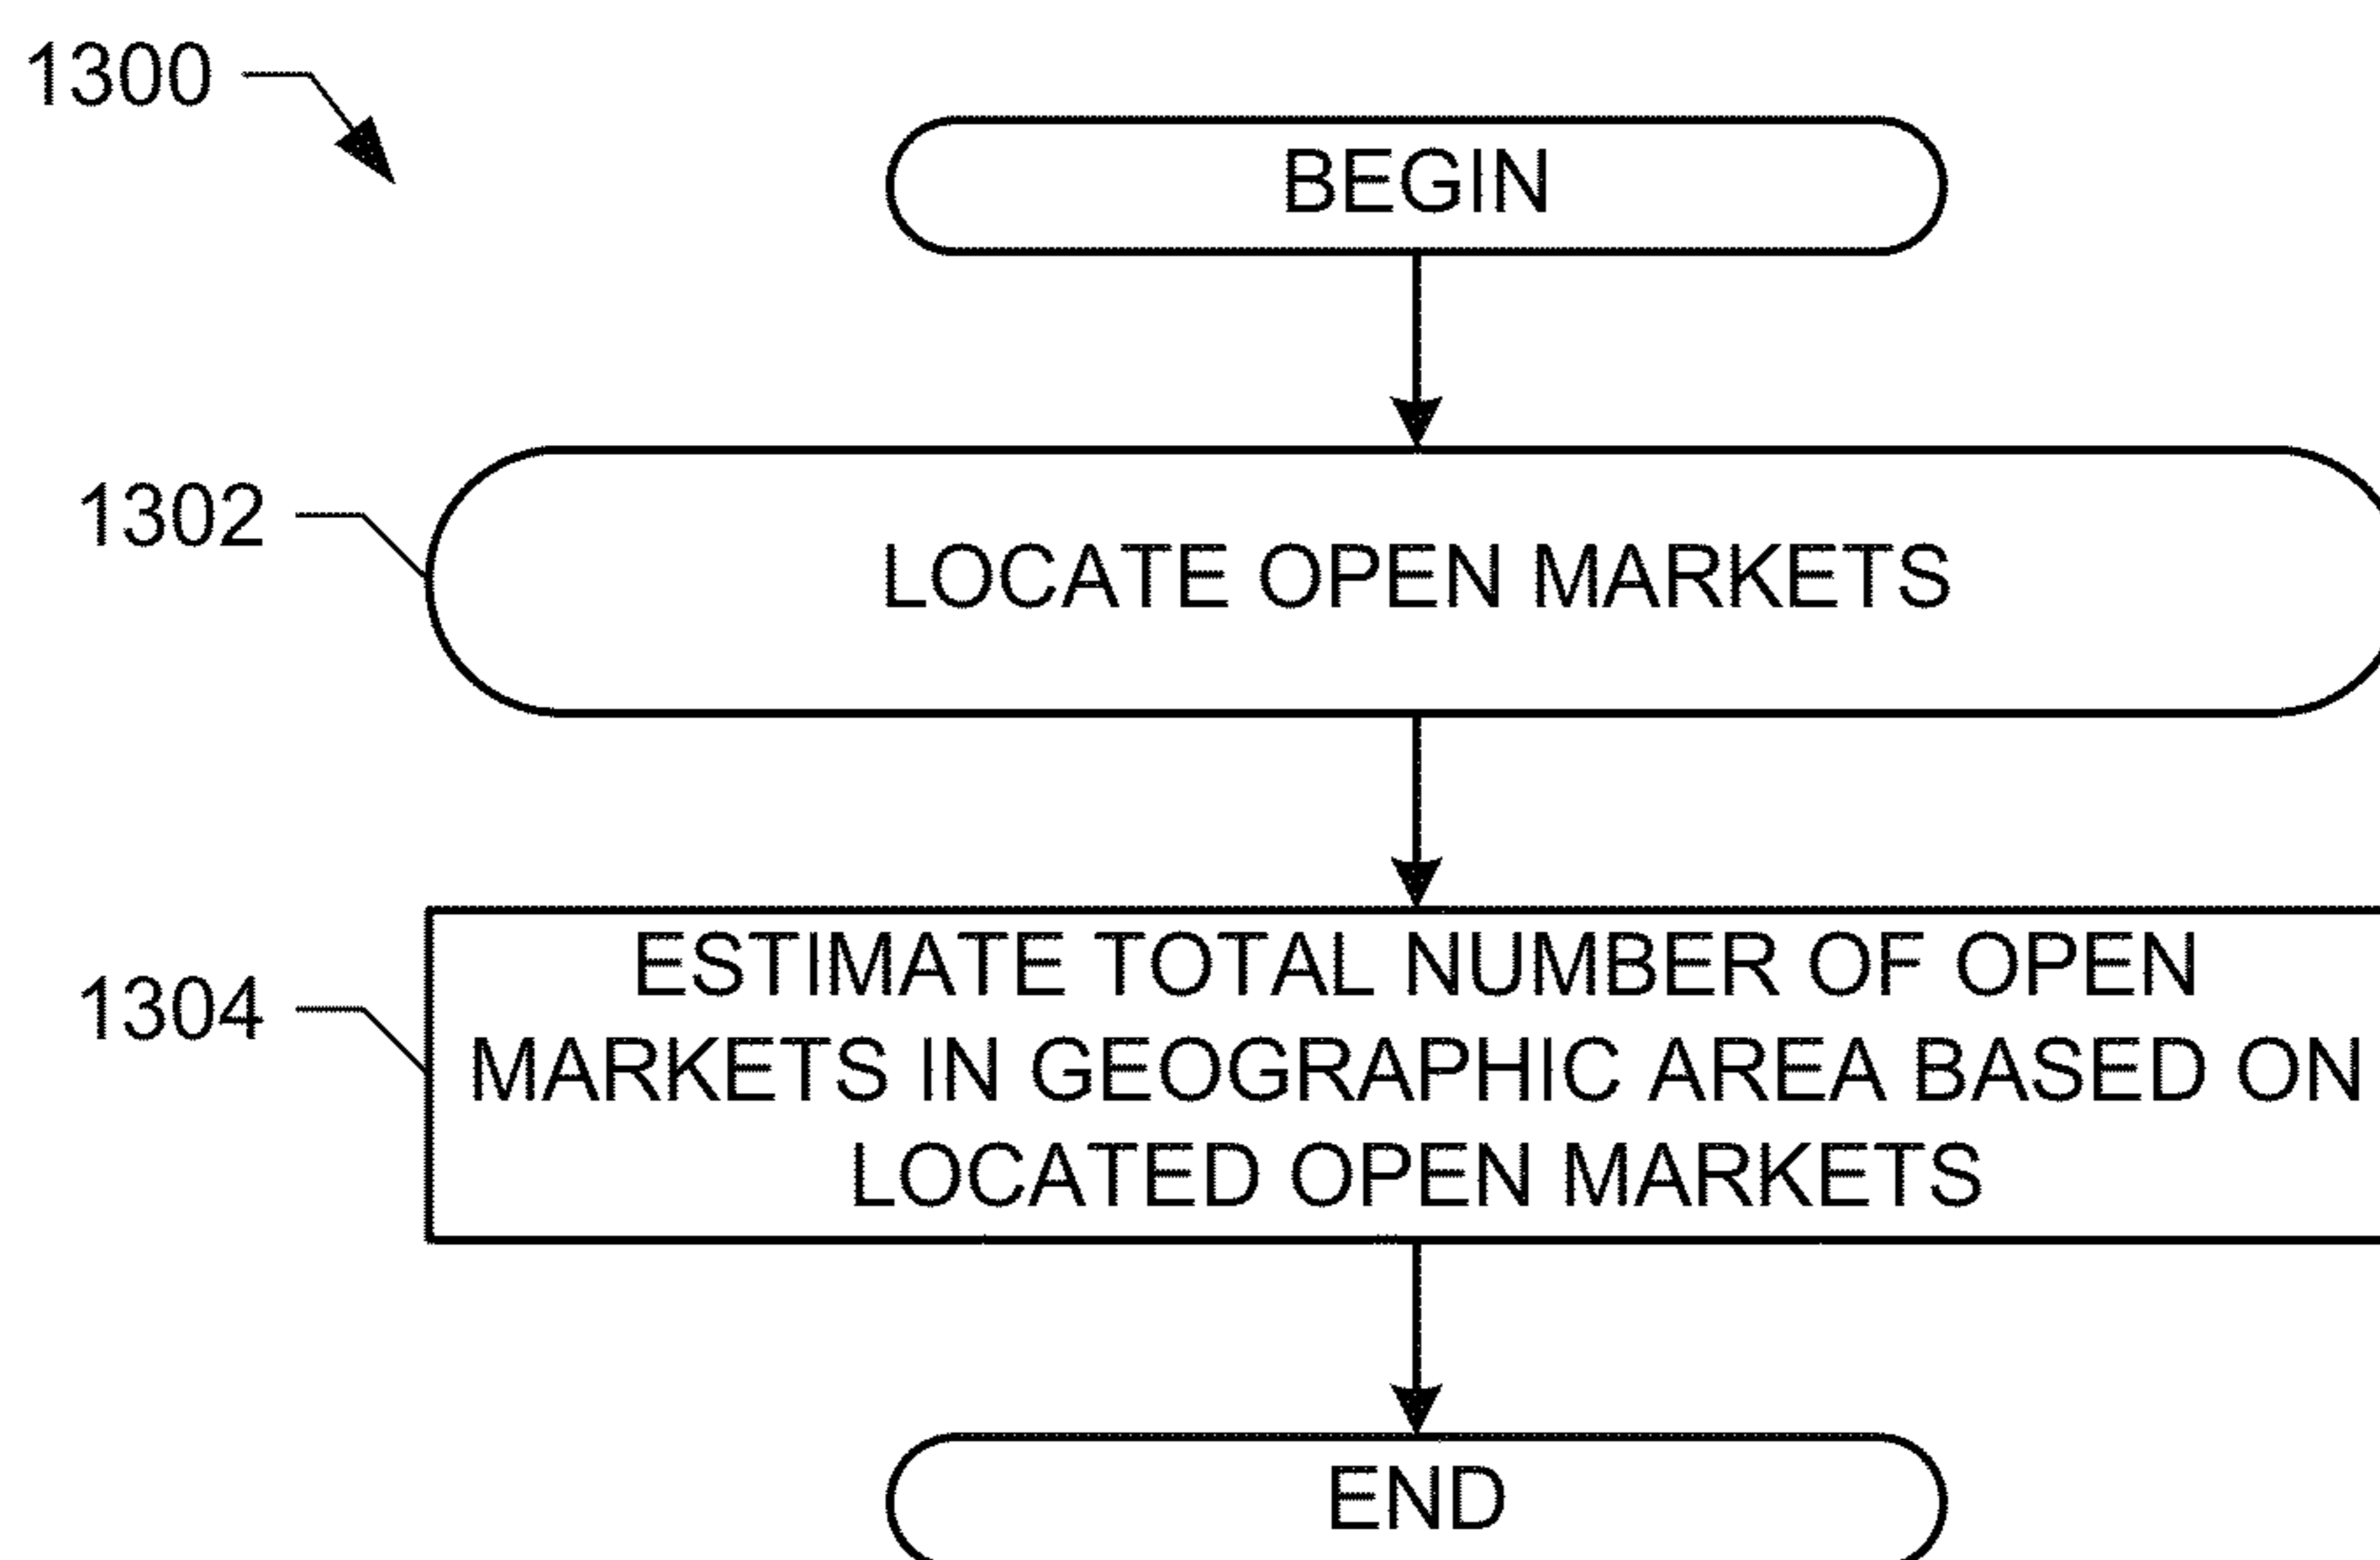 1300
BEGIN
1302
LOCATE OPEN MARKETS
1304
ESTIMATE TOTAL NUMBER OF OPEN
MARKETS IN GEOGRAPHIC AREA BASED ON
LOCATED OPEN MARKETS
END